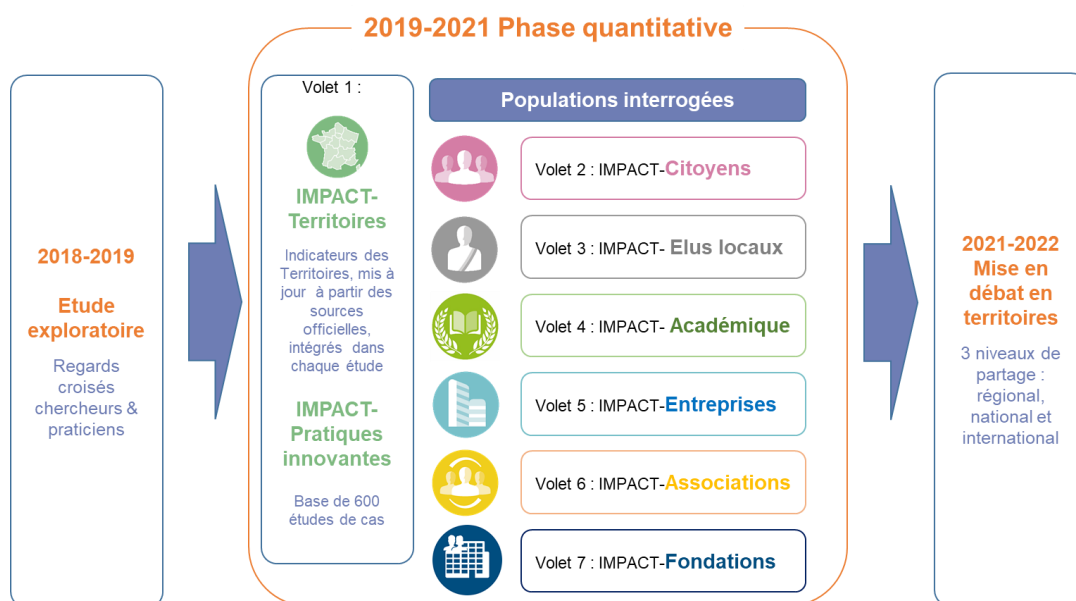 2019-2021 Phase quantitative
2018-2019
Etude
exploratoire
Regards
croisés
chercheurs &
praticiens
Volet 1 :
IMPACT-
Territoires
Indicateurs des
Territoires, mis à
jour à partir des
sources
officielles,
intégrés dans
chaque étude
IMPACT-
Pratiques
innovantes
Base de 600
études de cas
Populations interrogées
Volet 2 : IMPACT-Citoyens
Volet 3 : IMPACT- Elus locaux
Volet 4 : IMPACT- Académique
Volet 5 : IMPACT-Entreprises
Volet 6 : IMPACT-Associations
Volet 7 : IMPACT-Fondations
2021-2022
Mise en
débat en
territoires
3 niveaux de
partage :
régional,
national et
international